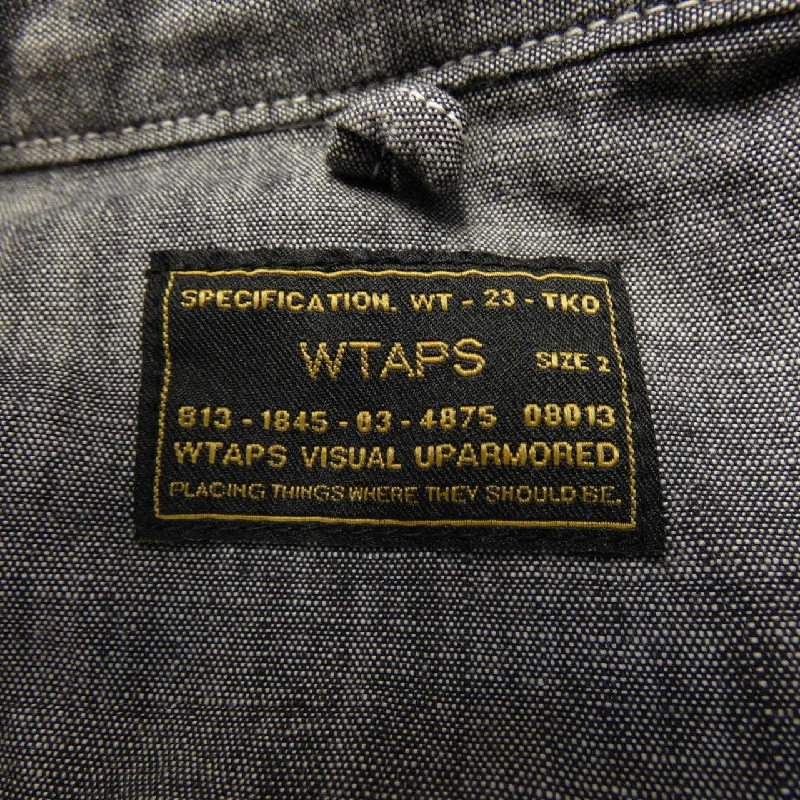 SPECIFICATION. WT - 23 - TKO
WTAPS SIZE 2
813 - 1845 - 03 - 4875 08013
WTAPS VISUAL UPARMORED
PLACING THINGS WHERE THEY SHOULD BE.